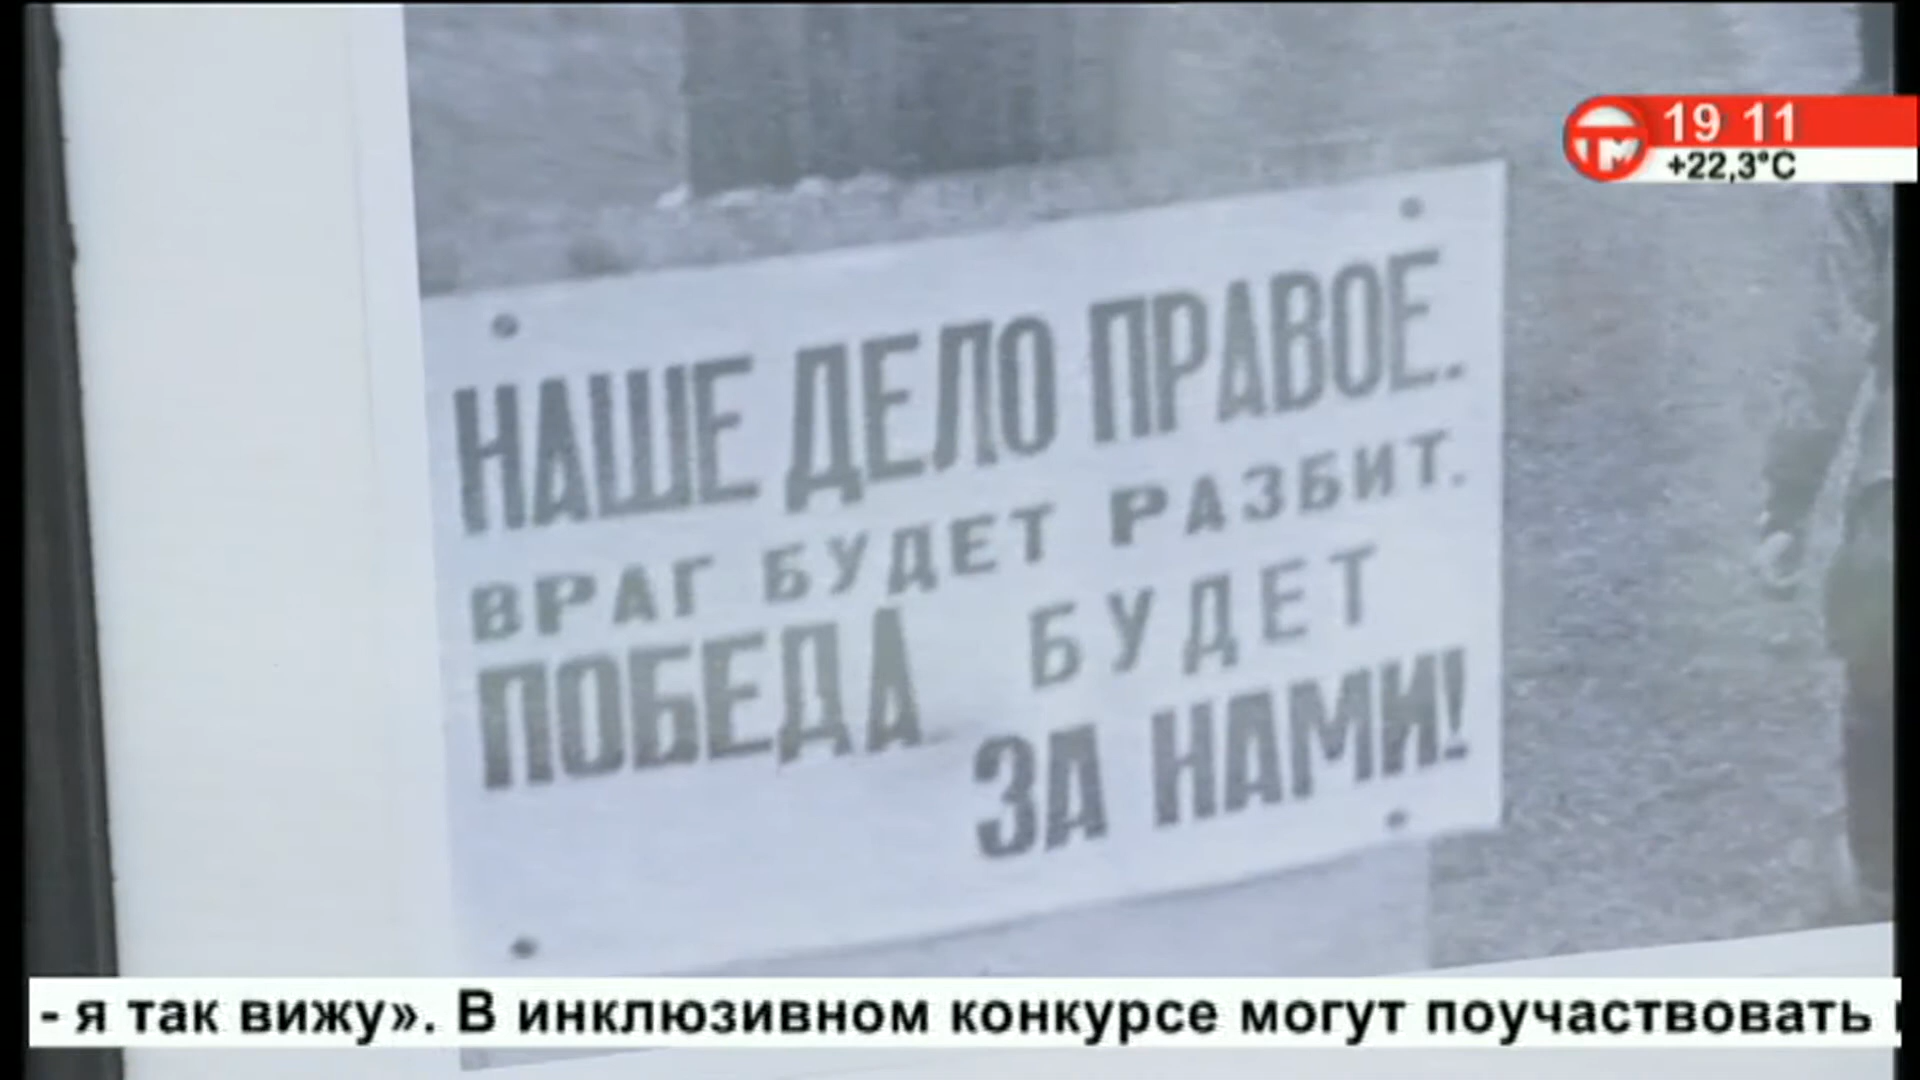 ТМ
19 11
+22,3°C
НАШЕ ДЕЛО ПРАВОЕ.
ВРАГ БУДЕТ РАЗБИТ.
ПОБЕДА БУДЕТ
ЗА НАМИ!
- я так вижу». В инклюзивном конкурсе могут поучаствовать